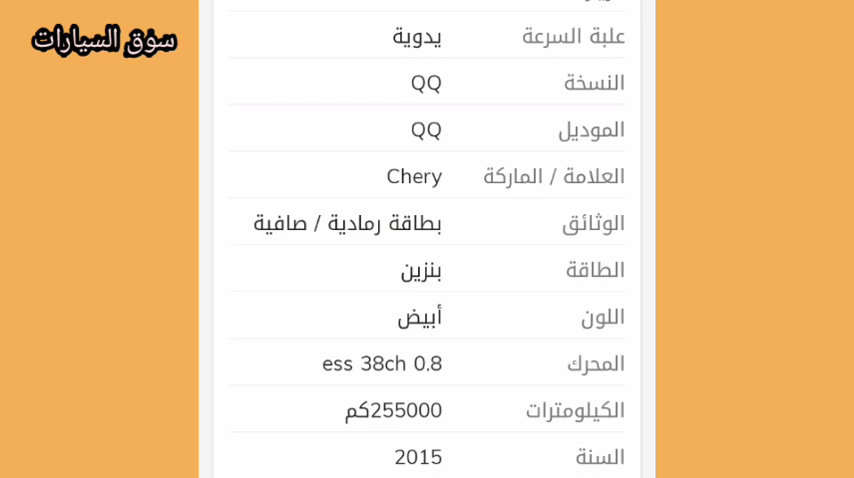 سوق السيارات
علبة السرعة يدوية
النسخة QQ
الموديل QQ
العلامة / الماركة Chery
الوثائق بطاقة رمادية / صافية
الطاقة بنزين
اللون أبيض
المحرك 0.8 ess 38ch
الكيلومترات 255000كم
السنة 2015